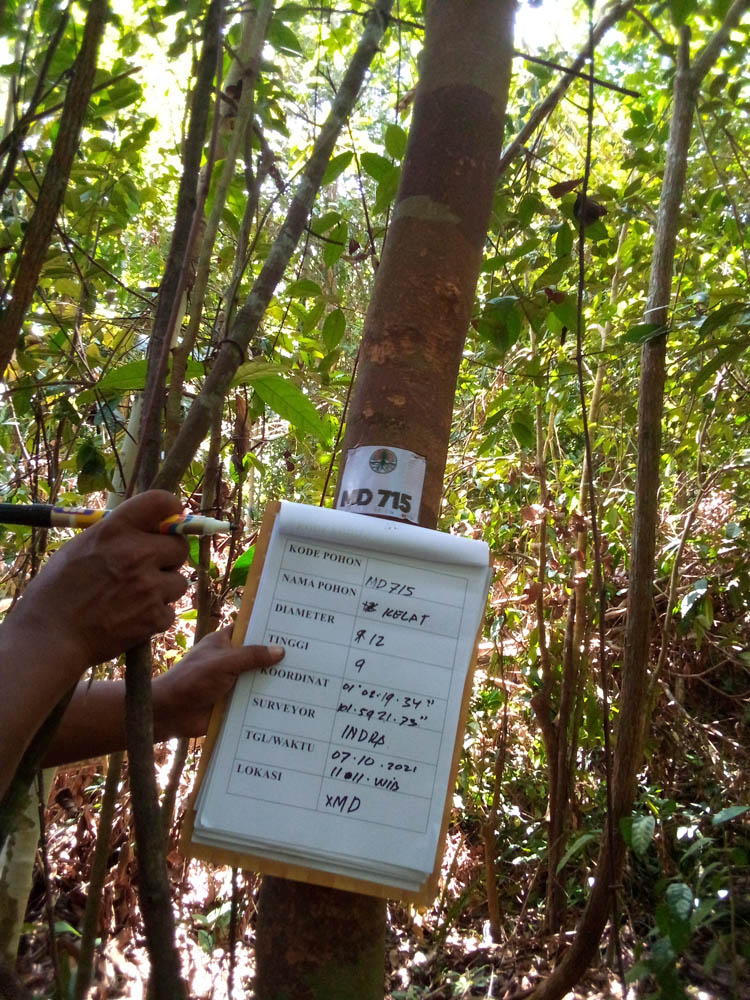 MD 715
KODE POHON MD 715
NAMA POHON KELAT
DIAMETER 12
TINGGI 9
KOORDINAT 01°02'19.34"
101.59 21.73"
SURVEYOR INDRA
TGL/WAKTU 07.10.2021
11.011.WIB
LOKASI XMD